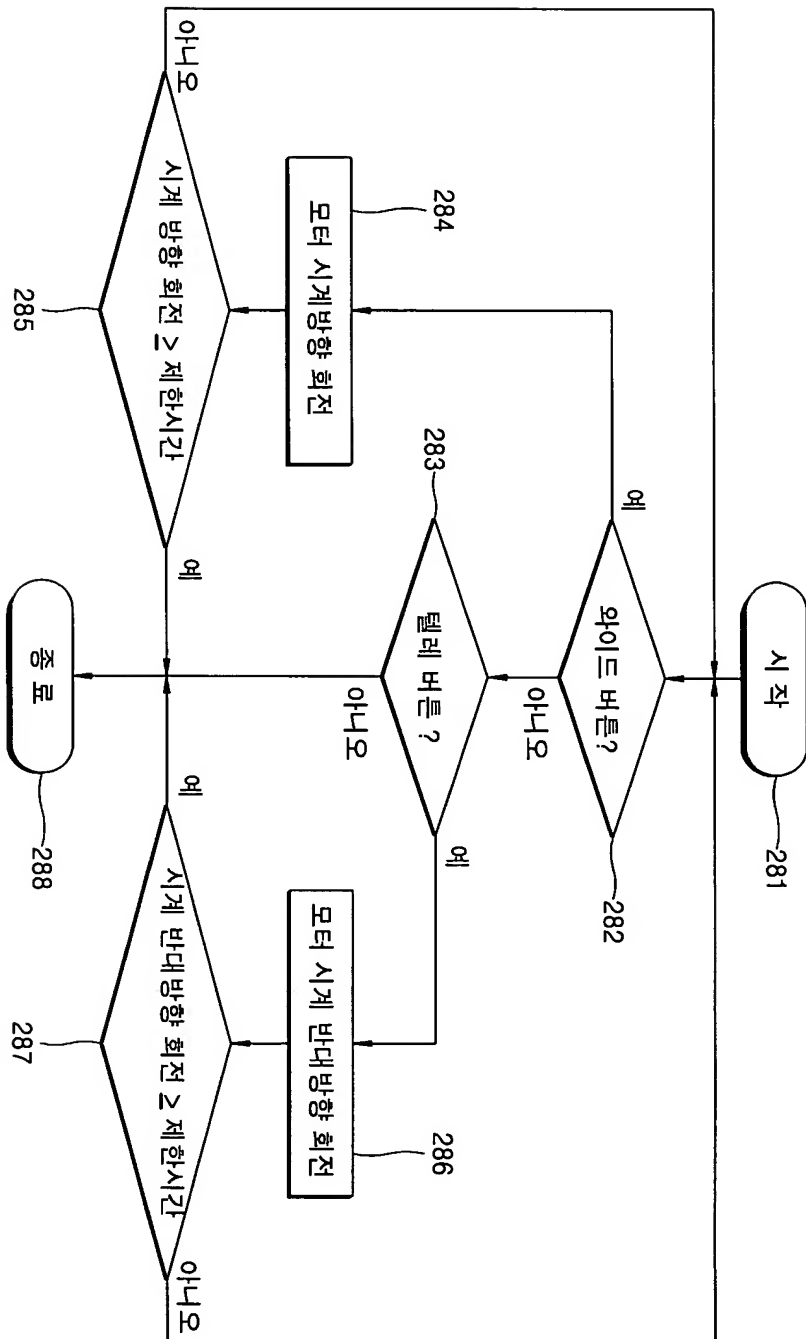 시 작
281
와이드 버튼?
282
예
아니오
텔레 버튼 ?
283
예
아니오
모터 시계방향 회전
284
모터 시계 반대방향 회전
286
시계 방향 회전 ≥ 제한시간
285
아니오
예
시계 반대방향 회전 ≥ 제한시간
287
예
아니오
종 료
288